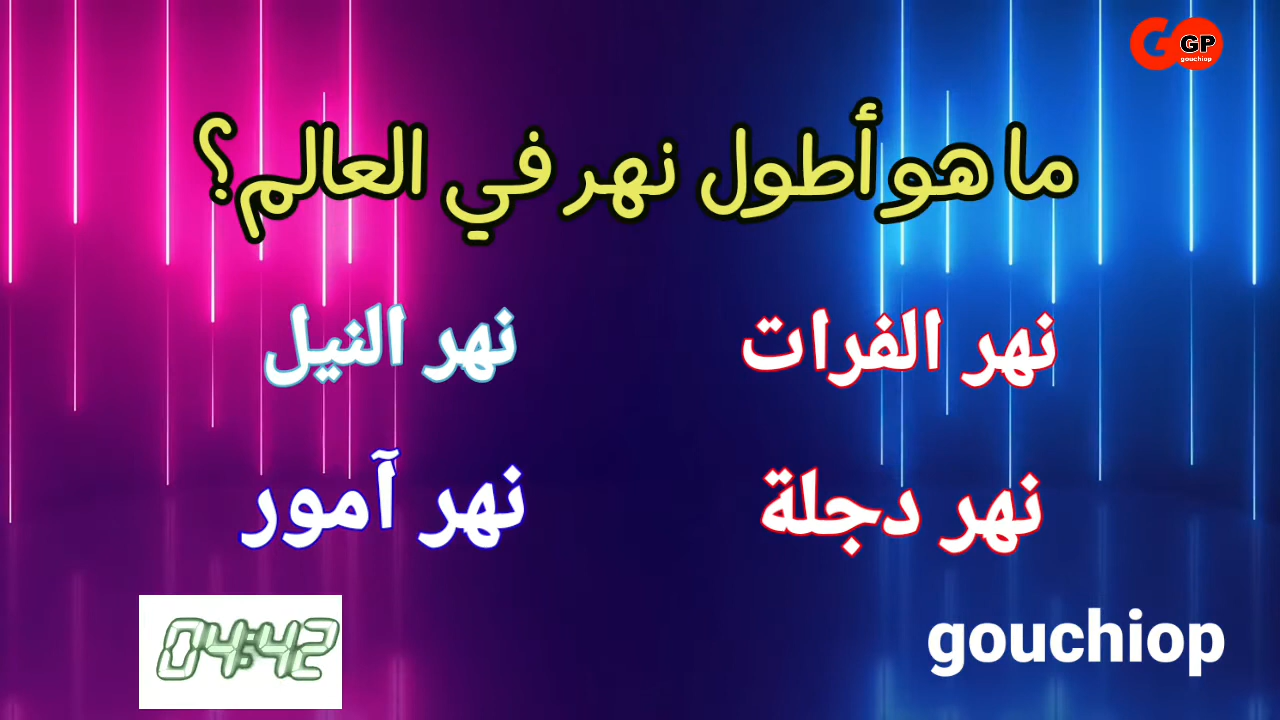 GO
GP
gouchiop
ما هو أطول نهر في العالم؟
نهر الفرات
نهر النيل
نهر دجلة
نهر آمور
04:42
gouchiop